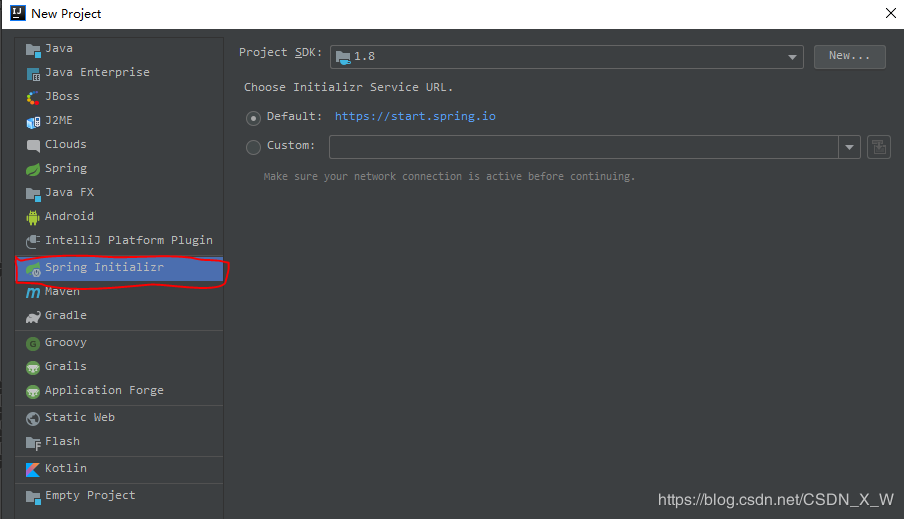 New Project
Java
Java Enterprise
JBoss
J2ME
Clouds
Spring
Java FX
Android
IntelliJ Platform Plugin
Spring Initializr
Maven
Gradle
Groovy
Grails
Application Forge
Static Web
Flash
Kotlin
Empty Project
Project SDK: 1.8 New...
Choose Initializr Service URL.
Default: https://start.spring.io
Custom:
Make sure your network connection is active before continuing.
https://blog.csdn.net/CSDN_X_W